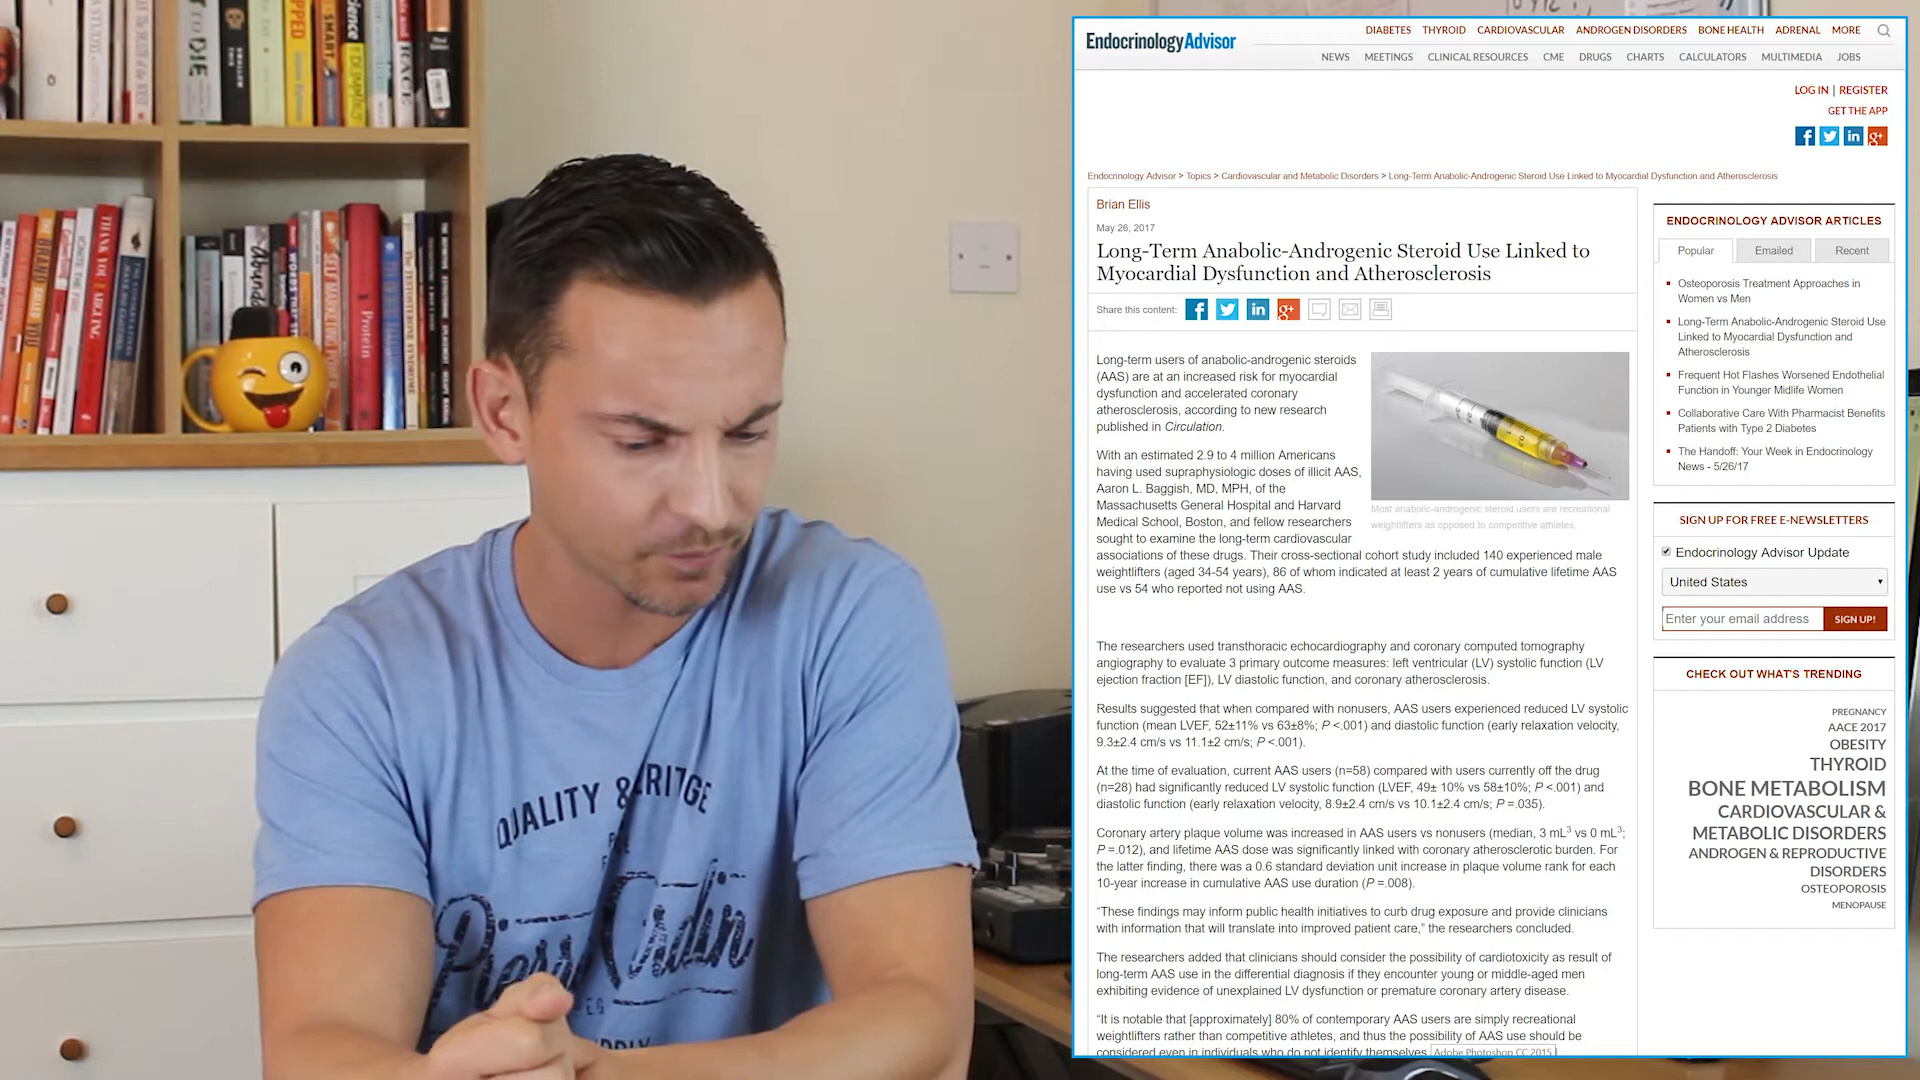 TO DIE
SMART
Abundance
THANK YOU
SELF
Protein
QUALITY & RITAGE
Pierre Cardin
EndocrinologyAdvisor
DIABETES THYROID CARDIOVASCULAR ANDROGEN DISORDERS BONE HEALTH ADRENAL MORE
NEWS MEETINGS CLINICAL RESOURCES CME DRUGS CHARTS CALCULATORS MULTIMEDIA JOBS
LOG IN | REGISTER
GET THE APP
Endocrinology Advisor > Topics > Cardiovascular and Metabolic Disorders > Long-Term Anabolic-Androgenic Steroid Use Linked to Myocardial Dysfunction and Atherosclerosis
Brian Ellis
May 26, 2017
Long-Term Anabolic-Androgenic Steroid Use Linked to
Myocardial Dysfunction and Atherosclerosis
Share this content:
Long-term users of anabolic-androgenic steroids
(AAS) are at an increased risk for myocardial
dysfunction and accelerated coronary
atherosclerosis, according to new research
published in Circulation.
With an estimated 2.9 to 4 million Americans
having used supraphysiologic doses of illicit AAS,
Aaron L. Baggish, MD, MPH, of the
Massachusetts General Hospital and Harvard
Medical School, Boston, and fellow researchers
sought to examine the long-term cardiovascular
associations of these drugs. Their cross-sectional cohort study included 140 experienced male
weightlifters (aged 34-54 years), 86 of whom indicated at least 2 years of cumulative lifetime AAS
use vs 54 who reported not using AAS.
Most anabolic-androgenic steroid users are recreational
weightlifters as opposed to competitive athletes.
The researchers used transthoracic echocardiography and coronary computed tomography
angiography to evaluate 3 primary outcome measures: left ventricular (LV) systolic function (LV
ejection fraction [EF]), LV diastolic function, and coronary atherosclerosis.
Results suggested that when compared with nonusers, AAS users experienced reduced LV systolic
function (mean LVEF, 52±11% vs 63±8%; P <.001) and diastolic function (early relaxation velocity,
9.3±2.4 cm/s vs 11.1±2 cm/s; P <.001).
At the time of evaluation, current AAS users (n=58) compared with users currently off the drug
(n=28) had significantly reduced LV systolic function (LVEF, 49± 10% vs 58±10%; P <.001) and
diastolic function (early relaxation velocity, 8.9±2.4 cm/s vs 10.1±2.4 cm/s; P =.035).
Coronary artery plaque volume was increased in AAS users vs nonusers (median, 3 mL³ vs 0 mL³;
P =.012), and lifetime AAS dose was significantly linked with coronary atherosclerotic burden. For
the latter finding, there was a 0.6 standard deviation unit increase in plaque volume rank for each
10-year increase in cumulative AAS use duration (P =.008).
“These findings may inform public health initiatives to curb drug exposure and provide clinicians
with information that will translate into improved patient care,” the researchers concluded.
The researchers added that clinicians should consider the possibility of cardiotoxicity as result of
long-term AAS use in the differential diagnosis if they encounter young or middle-aged men
exhibiting evidence of unexplained LV dysfunction or premature coronary artery disease.
“It is notable that [approximately] 80% of contemporary AAS users are simply recreational
weightlifters rather than competitive athletes, and thus the possibility of AAS use should be
considered even in individuals who do not identify themselves
Adobe Photoshop CC 2015
ENDOCRINOLOGY ADVISOR ARTICLES
Popular Emailed Recent
Osteoporosis Treatment Approaches in
Women vs Men
Long-Term Anabolic-Androgenic Steroid Use
Linked to Myocardial Dysfunction and
Atherosclerosis
Frequent Hot Flashes Worsened Endothelial
Function in Younger Midlife Women
Collaborative Care With Pharmacist Benefits
Patients with Type 2 Diabetes
The Handoff: Your Week in Endocrinology
News - 5/26/17
SIGN UP FOR FREE E-NEWSLETTERS
Endocrinology Advisor Update
United States
Enter your email address SIGN UP!
CHECK OUT WHAT'S TRENDING
PREGNANCY
AACE 2017
OBESITY
THYROID
BONE METABOLISM
CARDIOVASCULAR &
METABOLIC DISORDERS
ANDROGEN & REPRODUCTIVE
DISORDERS
OSTEOPOROSIS
MENOPAUSE